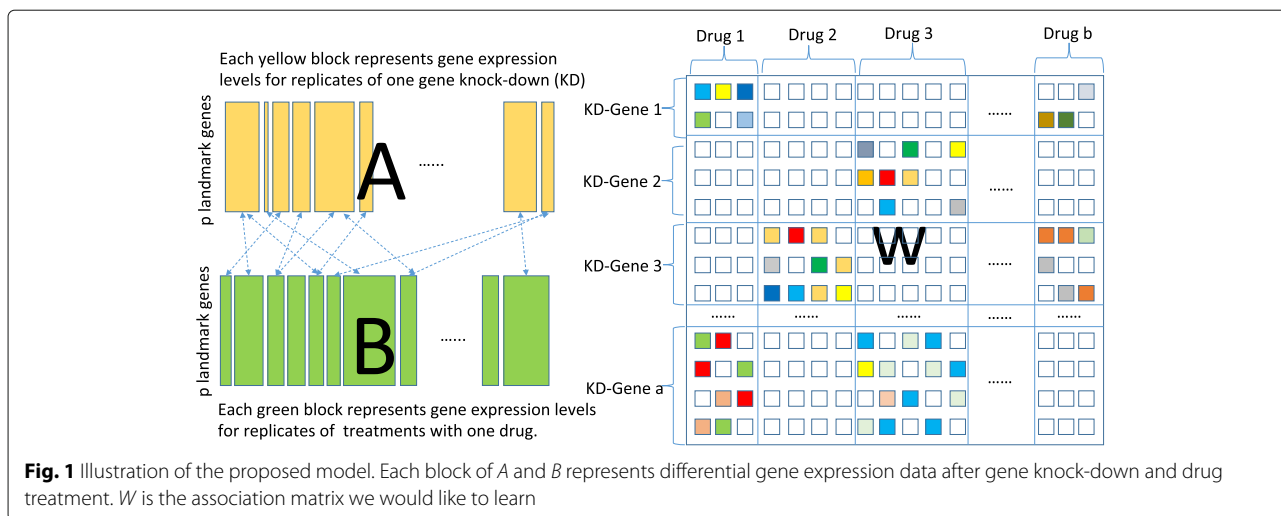 Each yellow block represents gene expression
levels for replicates of one gene knock-down (KD)
p landmark genes
A
......
p landmark genes
B
......
Each green block represents gene expression levels
for replicates of treatments with one drug.
Drug 1
Drug 2
Drug 3
Drug b
KD-Gene 1
......
KD-Gene 2
......
KD-Gene 3
W
...... ...... ...... ...... ......
KD-Gene a
......
Fig. 1 Illustration of the proposed model. Each block of A and B represents differential gene expression data after gene knock-down and drug
treatment. W is the association matrix we would like to learn